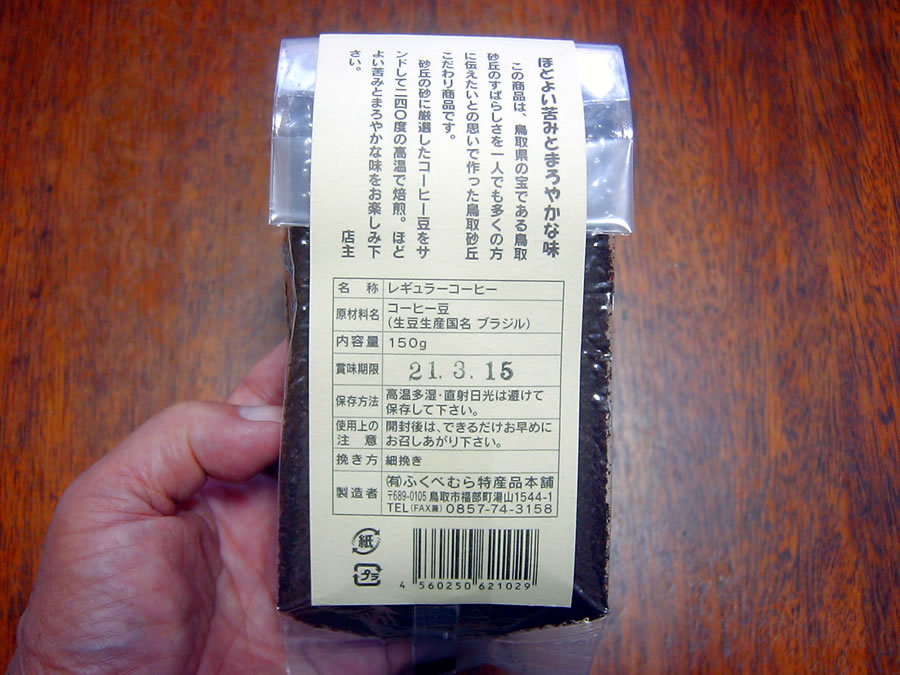 ほどよい苦みとまろやかな味
この商品は、鳥取県の宝である鳥取
砂丘のすばらしさを一人でも多くの方
に伝えたいとの思いで作った鳥取砂丘
こだわり商品です。
砂丘の砂に厳選したコーヒー豆をサ
ンドして二四〇度の高温で焙煎。ほど
よい苦みとまろやかな味をお楽しみ下
さい。
店主
名 称 レギュラーコーヒー
原材料名 コーヒー豆
(生豆生産国名 ブラジル)
内容量 150g
賞味期限 21.3.15
保存方法 高温多湿・直射日光は避けて
保存して下さい。
使用上の注意 開封後は、できるだけお早めに
お召しあがり下さい。
挽き方 細挽き
製造者 (有)ふくべむら特産品本舗
〒689-0105 鳥取市福部町湯山1544-1
TEL(FAX兼) 0857-74-3158
紙
プラ
4 560250 621029